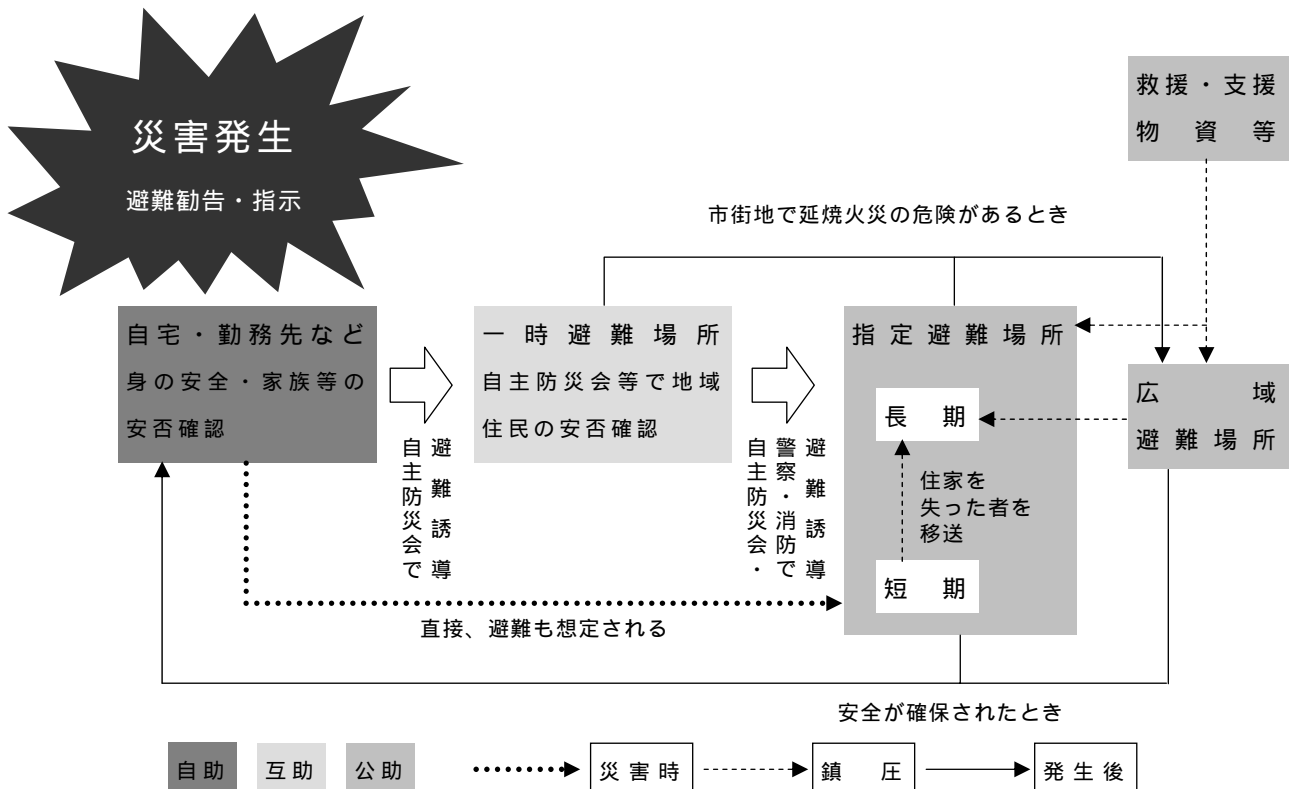 災害発生
避難勧告・指示
救援・支援
物資等
市街地で延焼火災の危険があるとき
自宅・勤務先など
身の安全・家族等の
安否確認
自主防災会で
避難誘導
一時避難場所
自主防災会等で地域
住民の安否確認
自主防災会・
警察・消防で
避難誘導
指定避難場所
長期
住家を
失った者を
移送
短期
広域
避難場所
直接、避難も想定される
安全が確保されたとき
自助
互助
公助
災害時
鎮圧
発生後